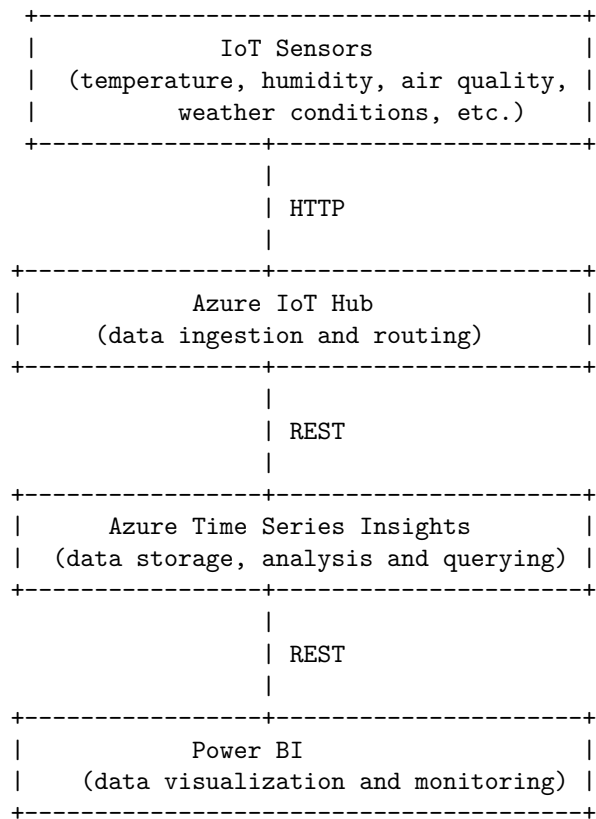 IoT Sensors
(temperature, humidity, air quality,
weather conditions, etc.)
HTTP
Azure IoT Hub
(data ingestion and routing)
REST
Azure Time Series Insights
(data storage, analysis and querying)
REST
Power BI
(data visualization and monitoring)